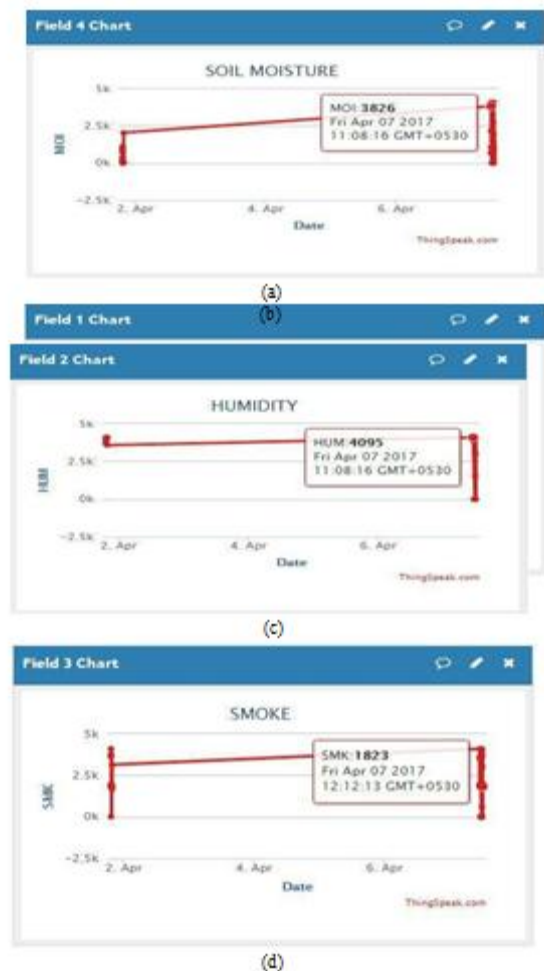 Field 4 Chart
SOIL MOISTURE
5k
MOI:3826
Fri Apr 07 2017
11:08:16 GMT+0530
2.5k
MOI
0k
-2.5k
2. Apr
4. Apr
6. Apr
Date
ThingSpeak.com
(a)
(b)
Field 1 Chart
Field 2 Chart
HUMIDITY
5k
HUM:4095
Fri Apr 07 2017
11:08:16 GMT+0530
2.5k
HUM
0k
-2.5k
2. Apr
4. Apr
6. Apr
Date
ThingSpeak.com
(c)
Field 3 Chart
SMOKE
5k
SMK:1823
Fri Apr 07 2017
12:12:13 GMT+0530
2.5k
SMK
0k
-2.5k
2. Apr
4. Apr
6. Apr
Date
ThingSpeak.com
(d)